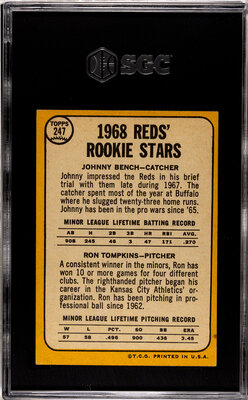 SGC
TOPPS
247
1968 REDS'
ROOKIE STARS
JOHNNY BENCH—CATCHER
Johnny impressed the Reds in his brief
trial with them late during 1967. The
catcher spent most of the year at Buffalo
where he slugged twenty-three home runs.
Johnny has been in the pro wars since '65.
MINOR LEAGUE LIFETIME BATTING RECORD
AB H 2B 3B HR RBI AVG.
908 245 46 3 47 171 .270
RON TOMPKINS—PITCHER
A consistent winner in the minors, Ron has
won 10 or more games for four different
clubs. The righthanded pitcher began his
career in the Kansas City Athletics' or-
ganization. Ron has been pitching in pro-
fessional ball since 1962.
MINOR LEAGUE LIFETIME PITCHING RECORD
W L PCT. SO BB ERA
57 58 .496 900 436 3.45
©T.C.G. PRINTED IN U.S.A.